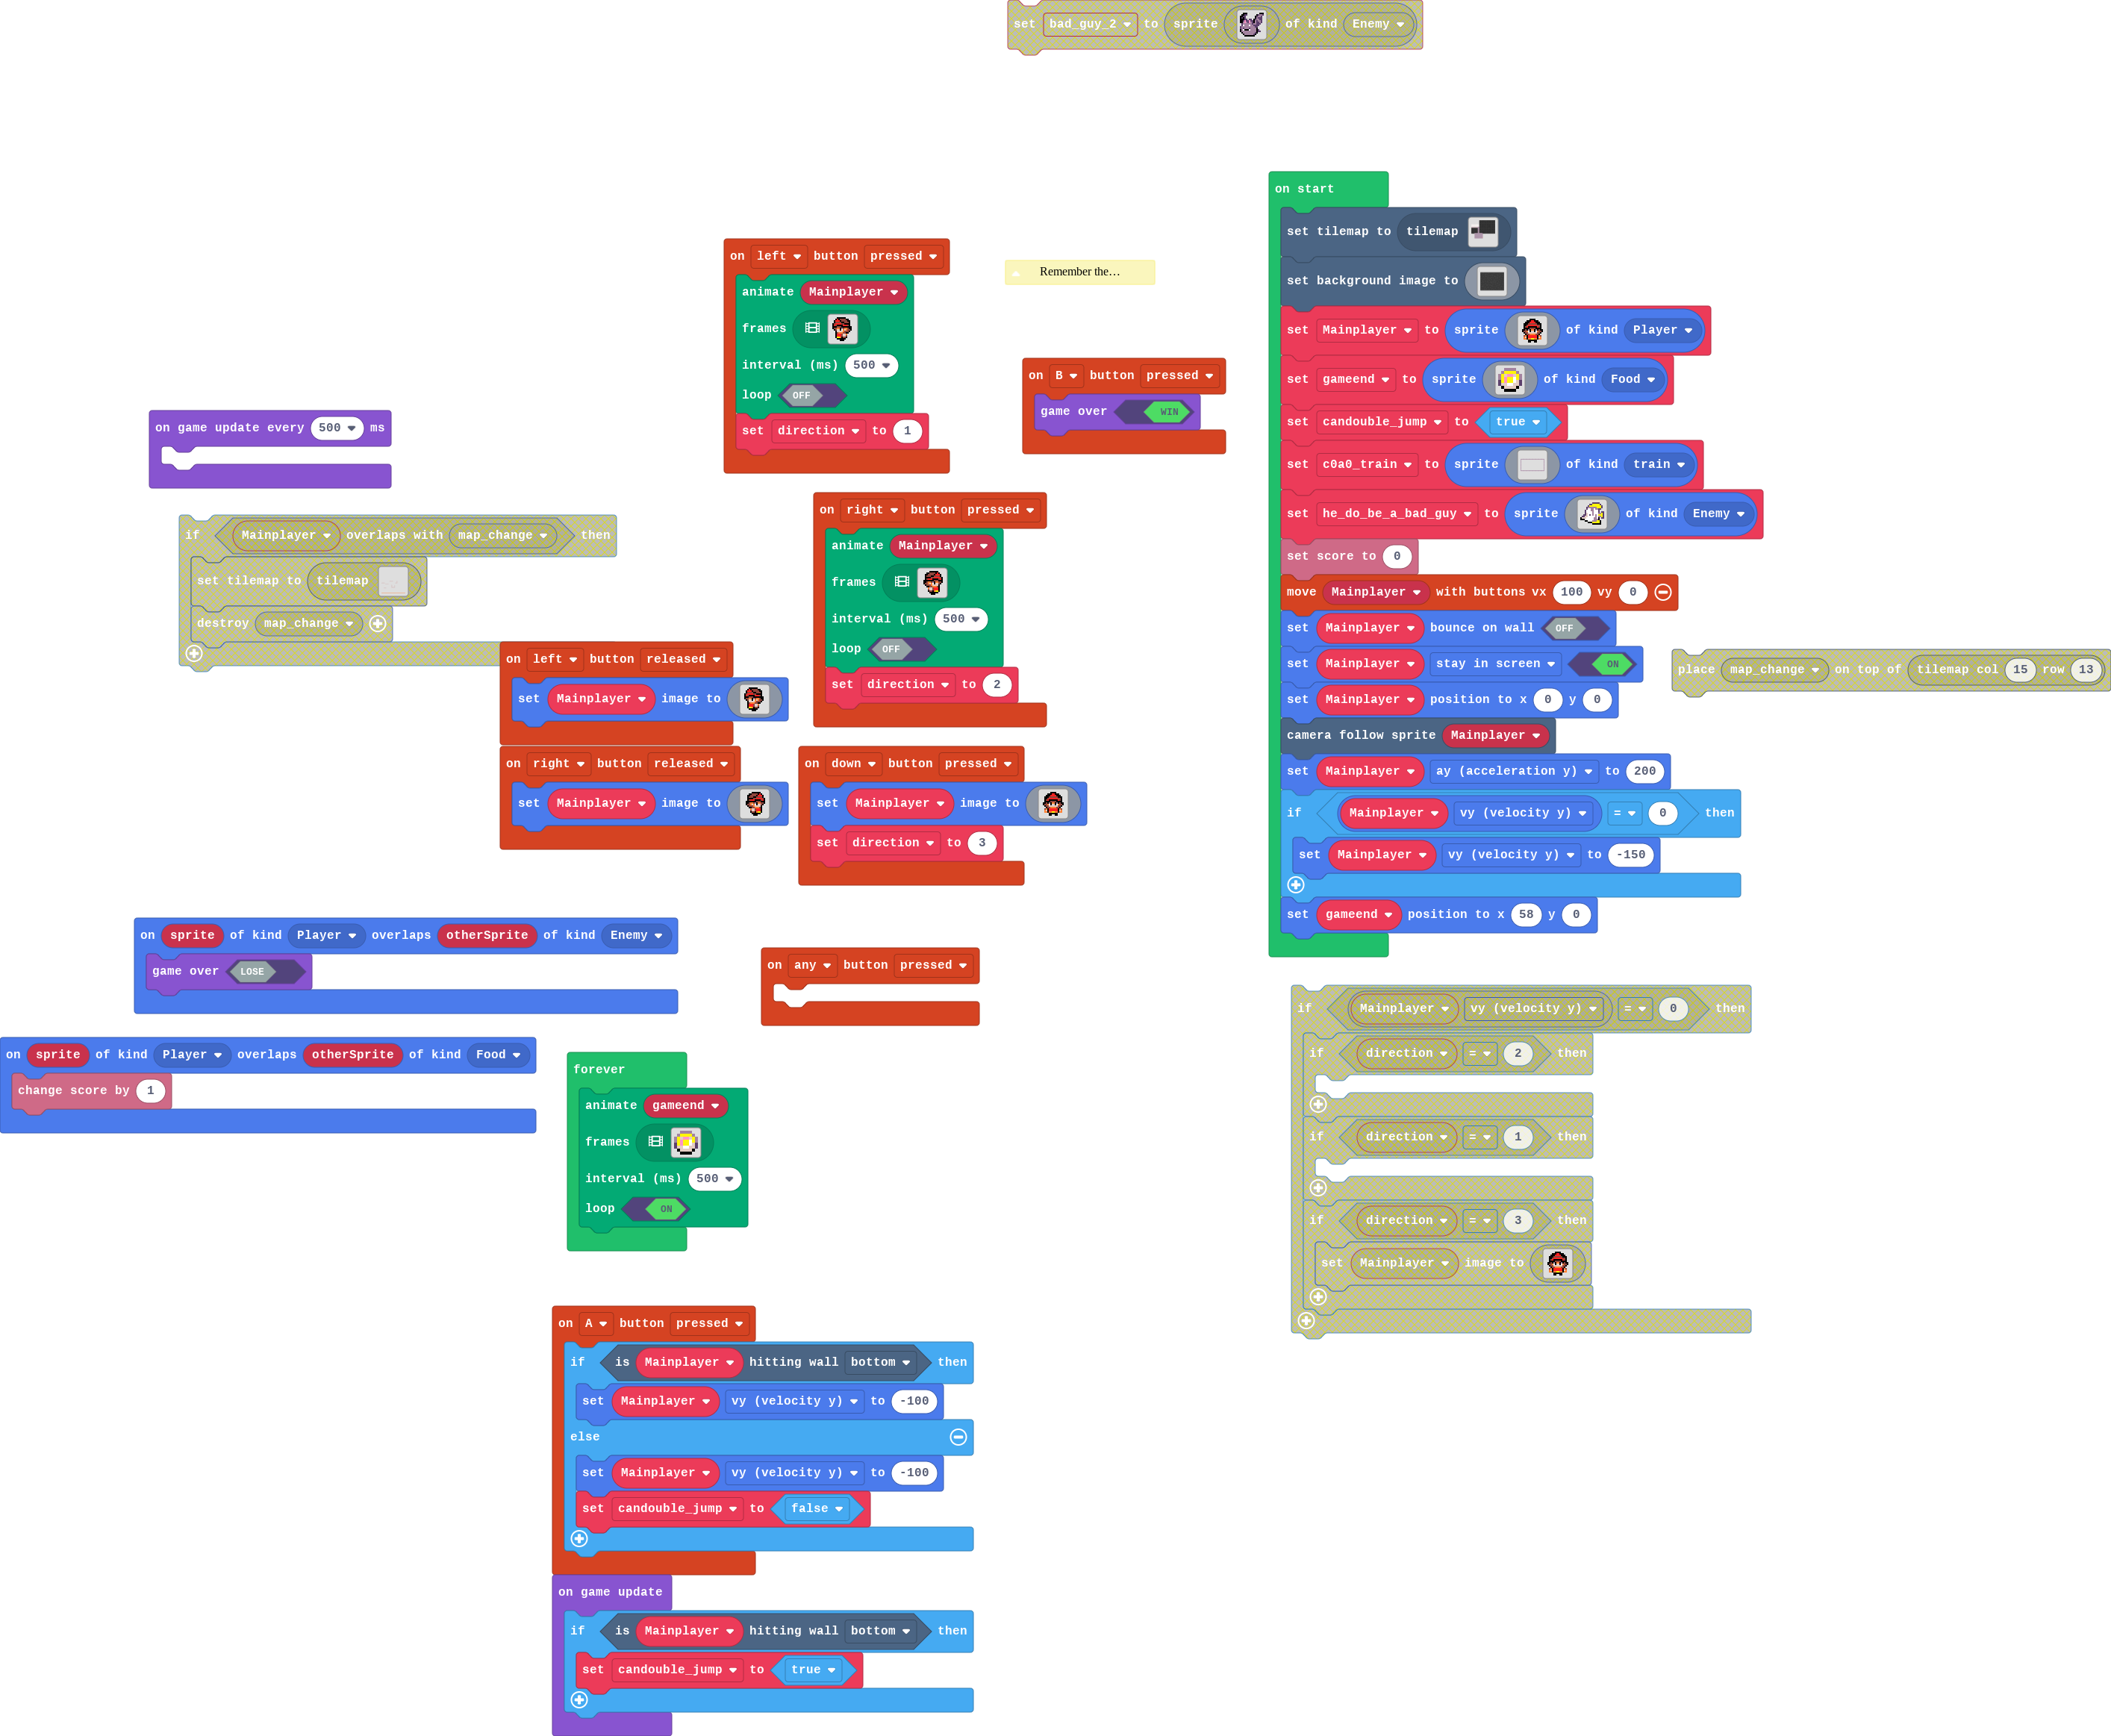 set bad_guy_2 to sprite of kind Enemy
on start
set tilemap to tilemap
set background image to
set Mainplayer to sprite of kind Player
set gameend to sprite of kind Food
set candouble_jump to true
set c0a0_train to sprite of kind train
set he_do_be_a_bad_guy to sprite of kind Enemy
set score to 0
move Mainplayer with buttons vx 100 vy 0
set Mainplayer bounce on wall OFF
set Mainplayer stay in screen ON
set Mainplayer position to x 0 y 0
camera follow sprite Mainplayer
set Mainplayer ay (acceleration y) to 200
if Mainplayer vy (velocity y) = 0 then
set Mainplayer vy (velocity y) to -150
set gameend position to x 58 y 0
on left button pressed
animate Mainplayer
frames
interval (ms) 500
loop OFF
set direction to 1
Remember the…
on B button pressed
game over WIN
on game update every 500 ms
on right button pressed
animate Mainplayer
frames
interval (ms) 500
loop OFF
set direction to 2
if Mainplayer overlaps with map_change then
set tilemap to tilemap
destroy map_change
on left button released
set Mainplayer image to
place map_change on top of tilemap col 15 row 13
on right button released
set Mainplayer image to
on down button pressed
set Mainplayer image to
set direction to 3
on sprite of kind Player overlaps otherSprite of kind Enemy
game over LOSE
on any button pressed
on sprite of kind Player overlaps otherSprite of kind Food
change score by 1
forever
animate gameend
frames
interval (ms) 500
loop ON
if Mainplayer vy (velocity y) = 0 then
if direction = 2 then
if direction = 1 then
if direction = 3 then
set Mainplayer image to
on A button pressed
if is Mainplayer hitting wall bottom then
set Mainplayer vy (velocity y) to -100
else
set Mainplayer vy (velocity y) to -100
set candouble_jump to false
on game update
if is Mainplayer hitting wall bottom then
set candouble_jump to true